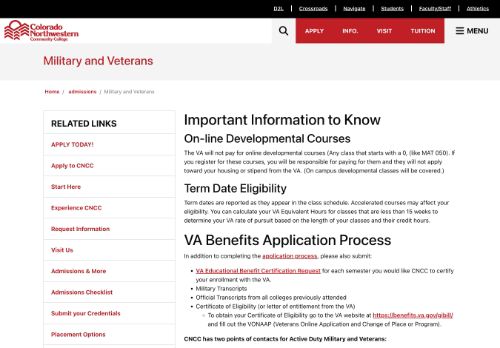 D2L | Crossroads | Navigate | Students | Faculty/Staff | Athletics
Colorado
Northwestern
Community College
APPLY INFO. VISIT TUITION MENU
Military and Veterans
Home / admissions / Military and Veterans
RELATED LINKS
APPLY TODAY!
Apply to CNCC
Start Here
Experience CNCC
Request Information
Visit Us
Admissions & More
Admissions Checklist
Submit your Credentials
Placement Options
Important Information to Know
On-line Developmental Courses
The VA will not pay for online developmental courses (Any class that starts with a 0, (like MAT 050). If
you register for these courses, you will be responsible for paying for them and they will not apply
toward your housing or stipend from the VA. (On campus developmental classes will be covered.)
Term Date Eligibility
Term dates are reported as they appear in the class schedule. Accelerated courses may affect your
eligibility. You can calculate your VA Equivalent Hours for classes that are less than 15 weeks to
determine your VA rate of pursuit based on the length of your classes and their credit hours.
VA Benefits Application Process
In addition to completing the application process, please also submit:
• VA Educational Benefit Certification Request for each semester you would like CNCC to certify
your enrollment with the VA.
• Military Transcripts
• Official Transcripts from all colleges previously attended
• Certificate of Eligibility (or letter of entitlement from the VA)
○ To obtain your Certificate of Eligibility go to the VA website at https://benefits.va.gov/gibill/
and fill out the VONAAP (Veterans Online Application and Change of Place or Program).
CNCC has two points of contacts for Active Duty Military and Veterans: